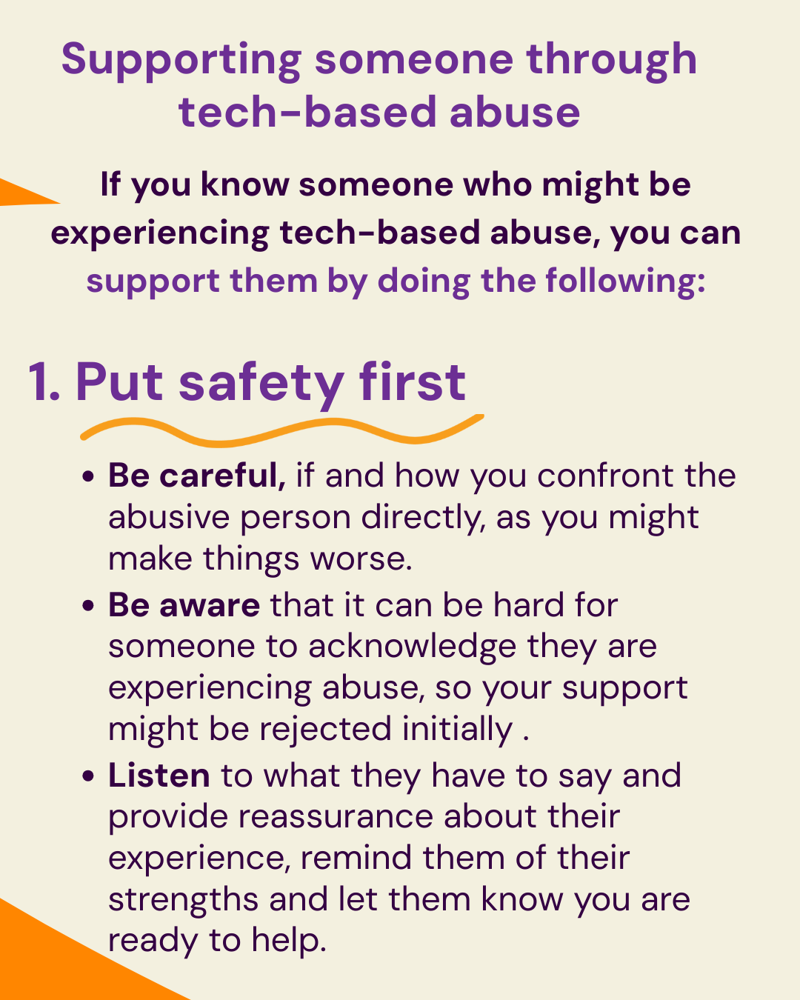 Supporting someone through
tech-based abuse
If you know someone who might be
experiencing tech-based abuse, you can
support them by doing the following:
1. Put safety first
• Be careful, if and how you confront the
abusive person directly, as you might
make things worse.
• Be aware that it can be hard for
someone to acknowledge they are
experiencing abuse, so your support
might be rejected initially .
• Listen to what they have to say and
provide reassurance about their
experience, remind them of their
strengths and let them know you are
ready to help.